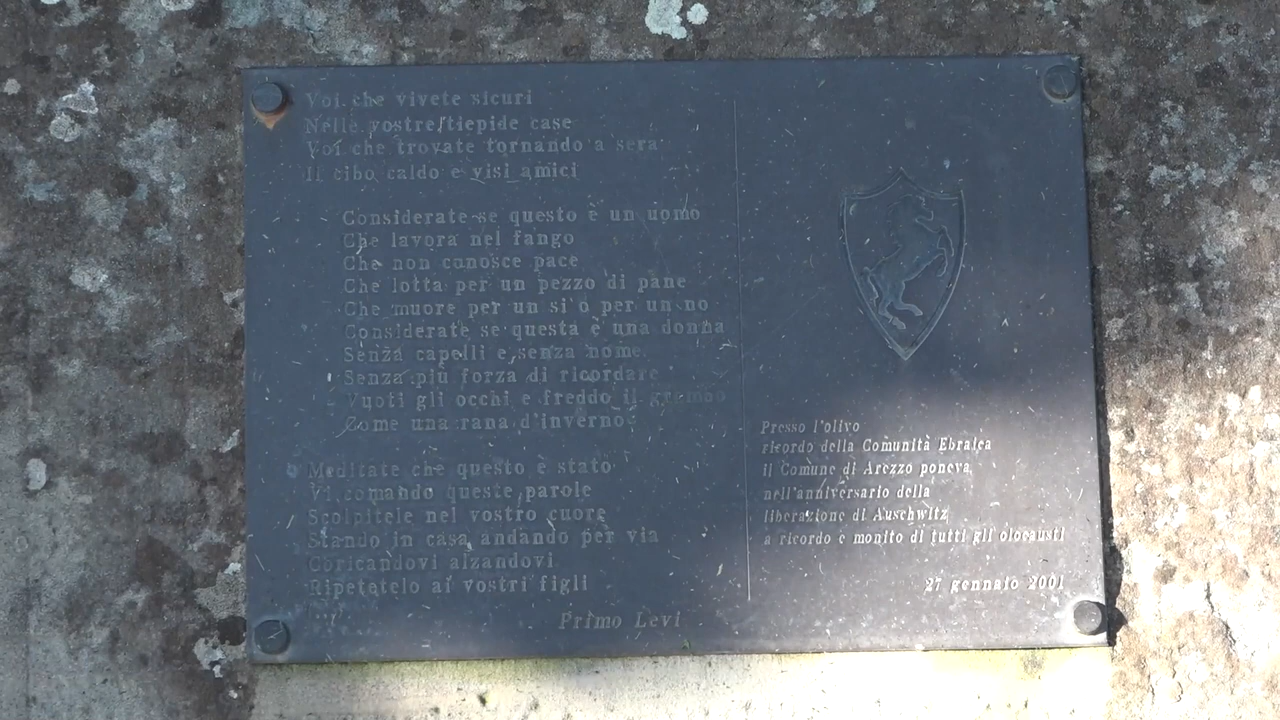 Voi che vivete sicuri
Nelle vostre tiepide case
Voi che trovate tornando a sera
Il cibo caldo e visi amici
Considerate se questo è un uomo
Che lavora nel fango
Che non conosce pace
Che lotta per un pezzo di pane
Che muore per un si o per un no
Considerate se questa è una donna
Senza capelli e senza nome
Senza più forza di ricordare
Vuoti gli occhi e freddo il grembo
Come una rana d'inverno
Meditate che questo è stato
Vi comando queste parole
Scolpitele nel vostro cuore
Stando in casa andando per via
Coricandovi alzandovi
Ripetetelo ai vostri figli
Primo Levi
Presso l'olivo
ricordo della Comunità Ebraica
il Comune di Arezzo poneva
nell'anniversario della
liberazione di Auschwitz
a ricordo e monito di tutti gli olocausti
27 gennaio 2001